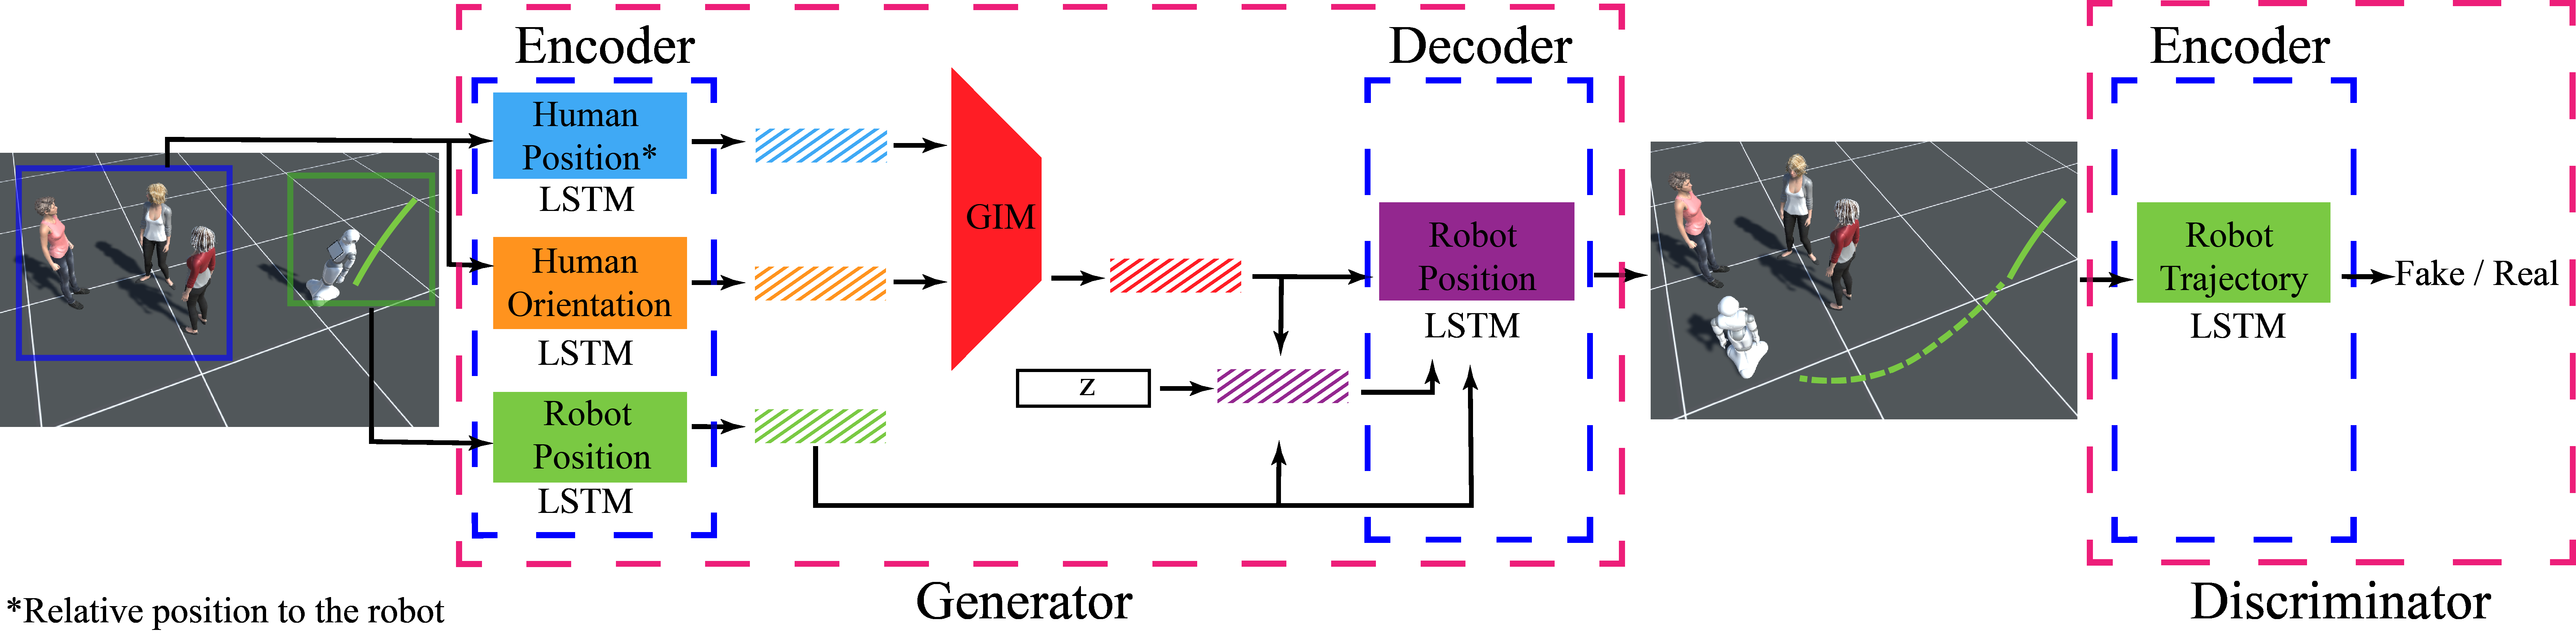 Encoder
Human
Position*
LSTM
Human
Orientation
LSTM
Robot
Position
LSTM
GIM
z
Decoder
Robot
Position
LSTM
Generator
Encoder
Robot
Trajectory
LSTM
Fake / Real
Discriminator
*Relative position to the robot